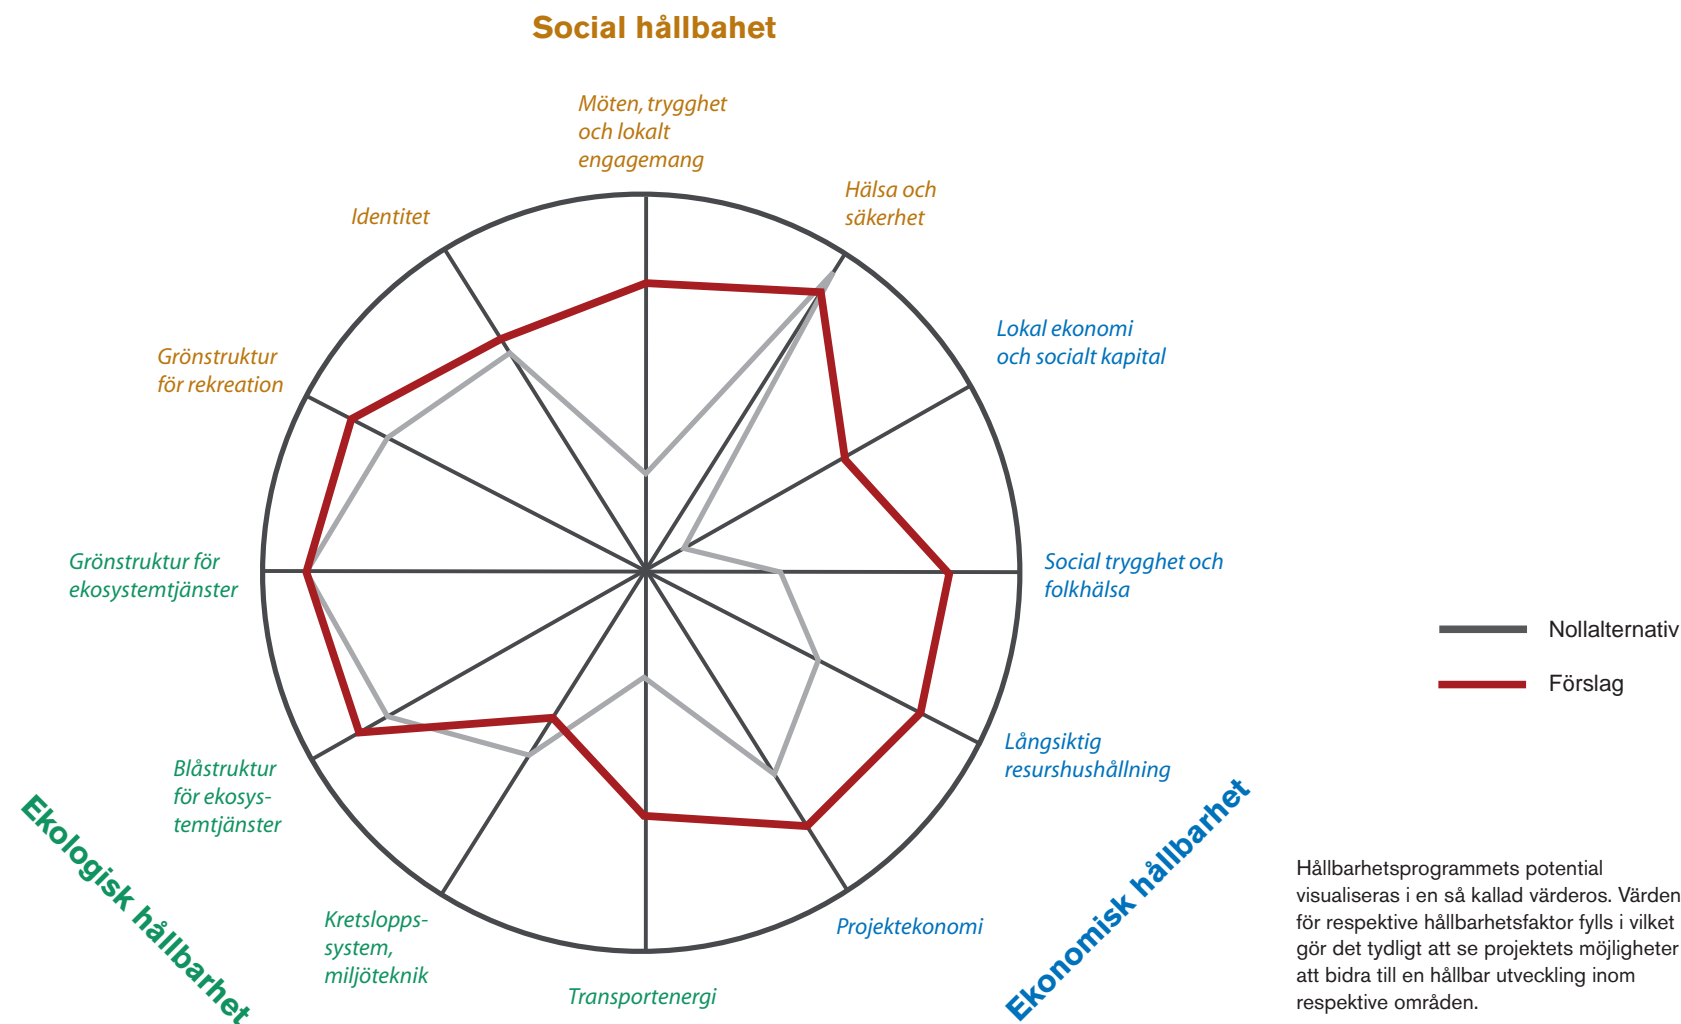 Social hållbahet
Möten, trygghet
och lokalt
engagemang
Hälsa och
säkerhet
Identitet
Lokal ekonomi
och socialt kapital
Grönstruktur
för rekreation
Grönstruktur för
ekosystemtjänster
Social trygghet och
folkhälsa
Nollalternativ
Förslag
Långsiktig
resurshushållning
Blåstruktur
för ekosys-
temtjänster
Ekologisk hållbarhet
Ekonomisk hållbarhet
Kretslopps-
system,
miljöteknik
Projektekonomi
Transportenergi
Hållbarhetsprogrammets potential
visualiseras i en så kallad värderos. Värden
för respektive hållbarhetsfaktor fylls i vilket
gör det tydligt att se projektets möjligheter
att bidra till en hållbar utveckling inom
respektive områden.